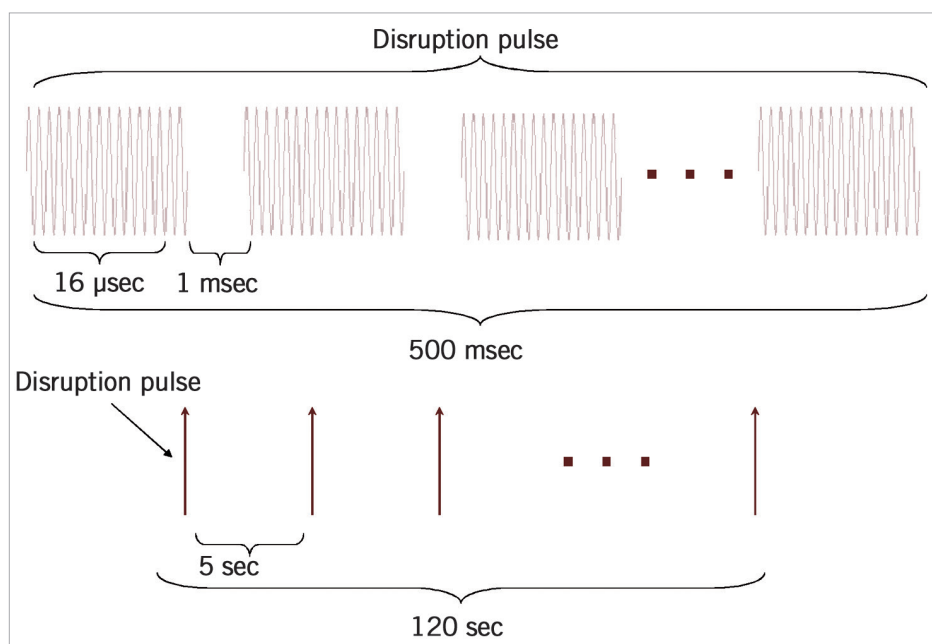 Disruption pulse
16 µsec
1 msec
500 msec
Disruption pulse
5 sec
120 sec